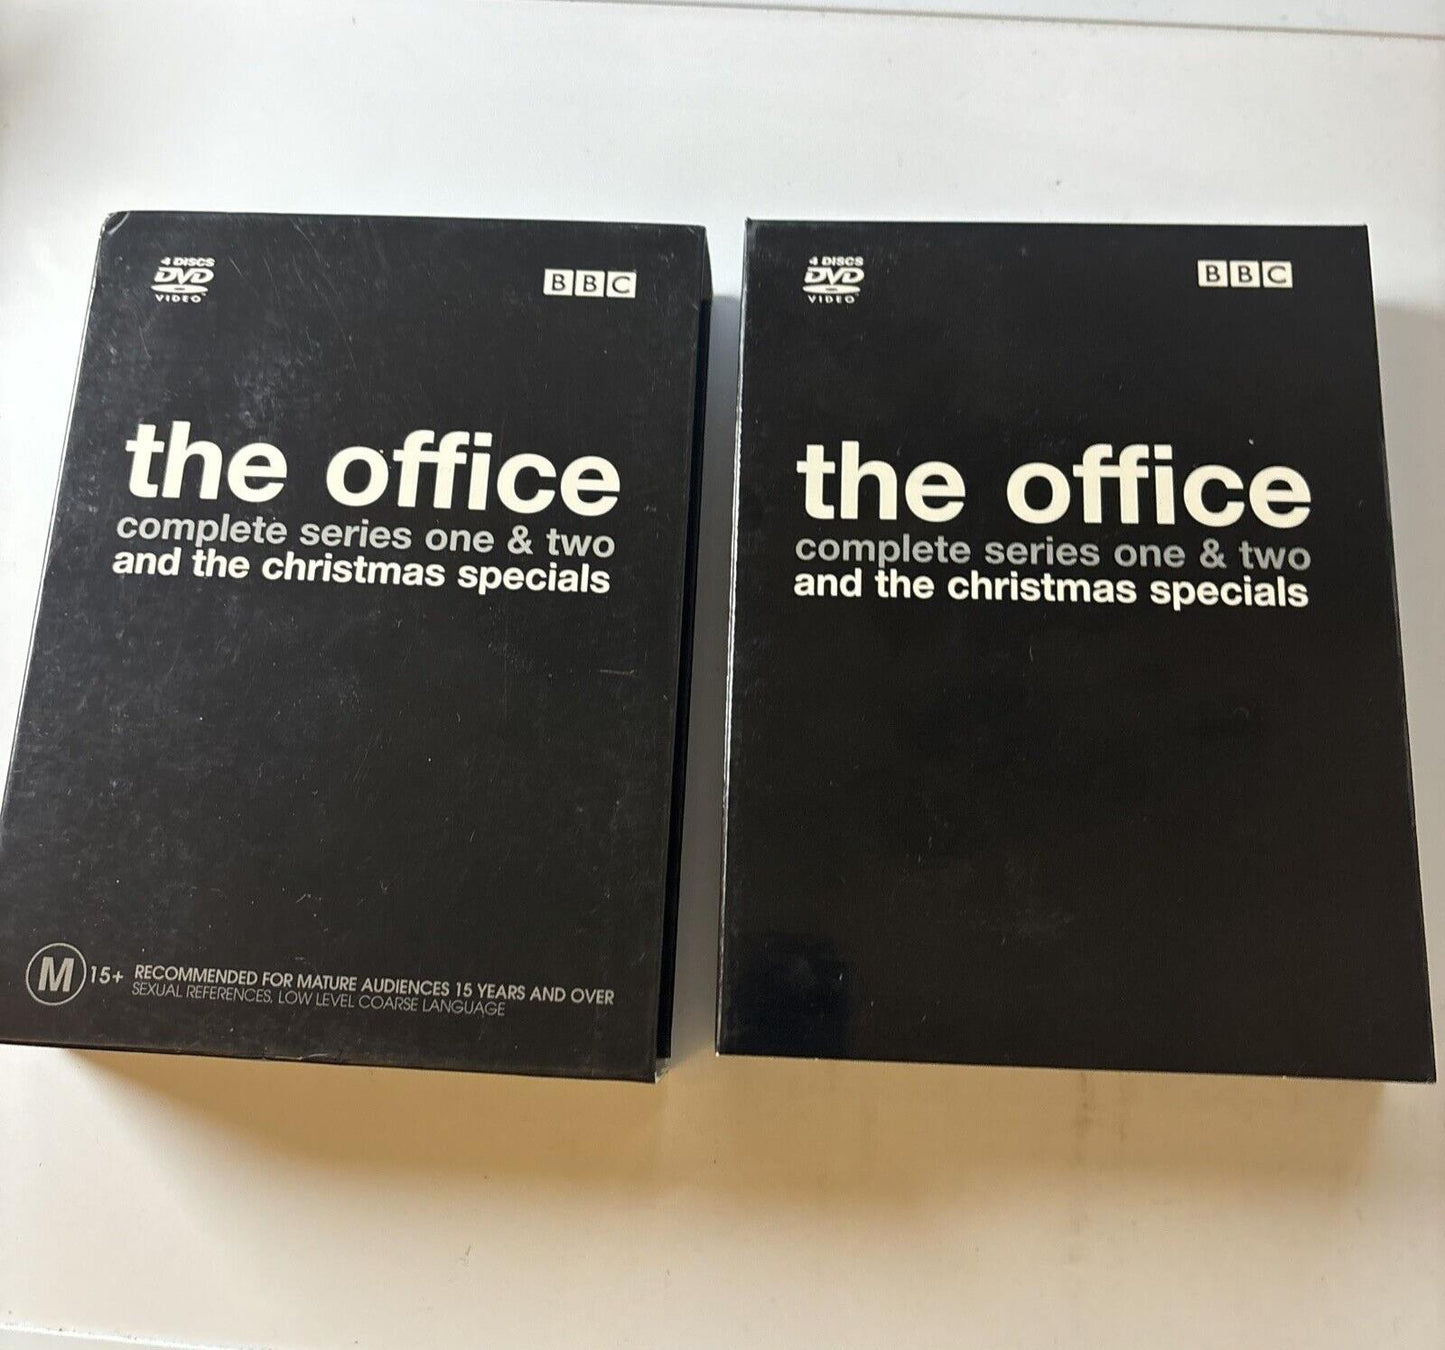 4 DISCS
DVD
VIDEO
BBC
the office
complete series one & two
and the christmas specials
M 15+ RECOMMENDED FOR MATURE AUDIENCES 15 YEARS AND OVER
SEXUAL REFERENCES, LOW LEVEL COARSE LANGUAGE
4 DISCS
DVD
VIDEO
BBC
the office
complete series one & two
and the christmas specials